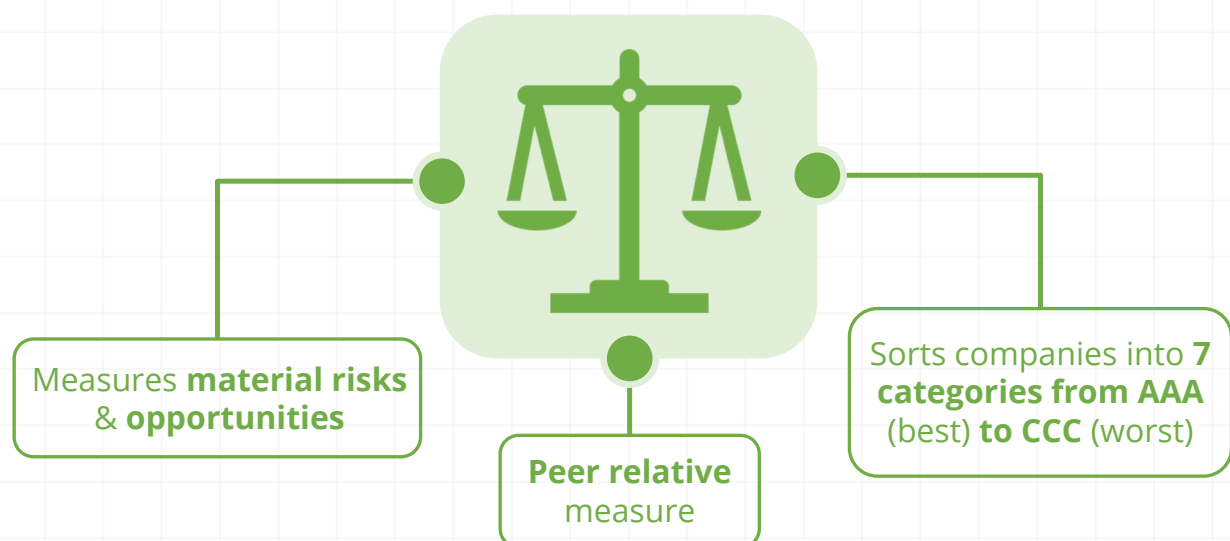 Measures material risks
& opportunities
Peer relative
measure
Sorts companies into 7
categories from AAA
(best) to CCC (worst)